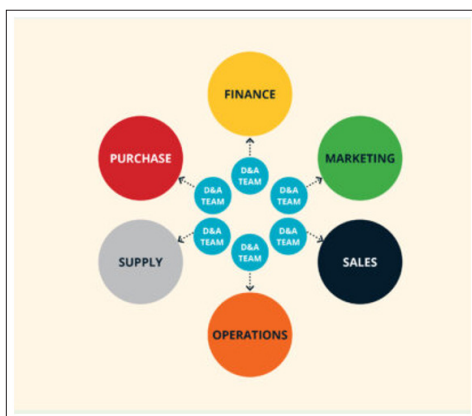 FINANCE
PURCHASE
MARKETING
D&A
TEAM
D&A
TEAM
D&A
TEAM
D&A
TEAM
D&A
TEAM
D&A
TEAM
SUPPLY
SALES
OPERATIONS